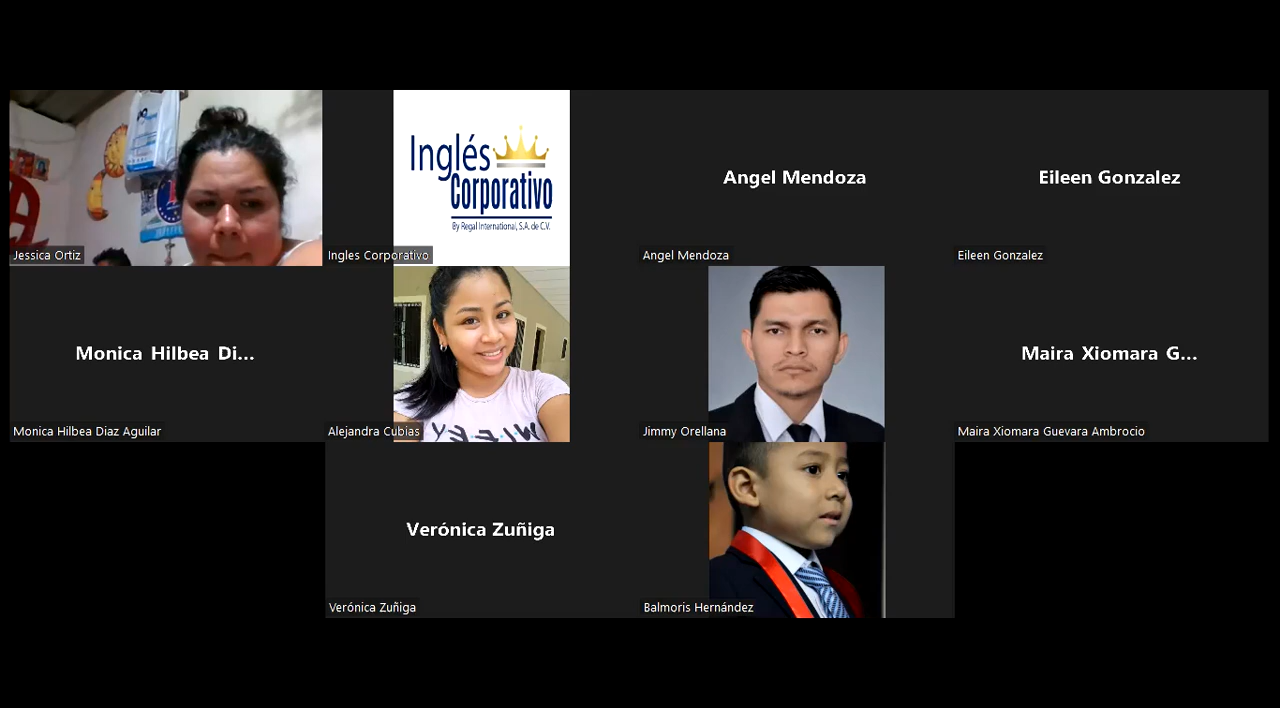 Inglés
Corporativo
By Regal International, S.A. de C.V.
Angel Mendoza
Eileen Gonzalez
Jessica Ortiz
Ingles Corporativo
Angel Mendoza
Eileen Gonzalez
Monica Hilbea Di...
Maira Xiomara G...
Monica Hilbea Diaz Aguilar
Alejandra Cubias
Jimmy Orellana
Maira Xiomara Guevara Ambrocio
Verónica Zuñiga
Verónica Zuñiga
Balmoris Hernández